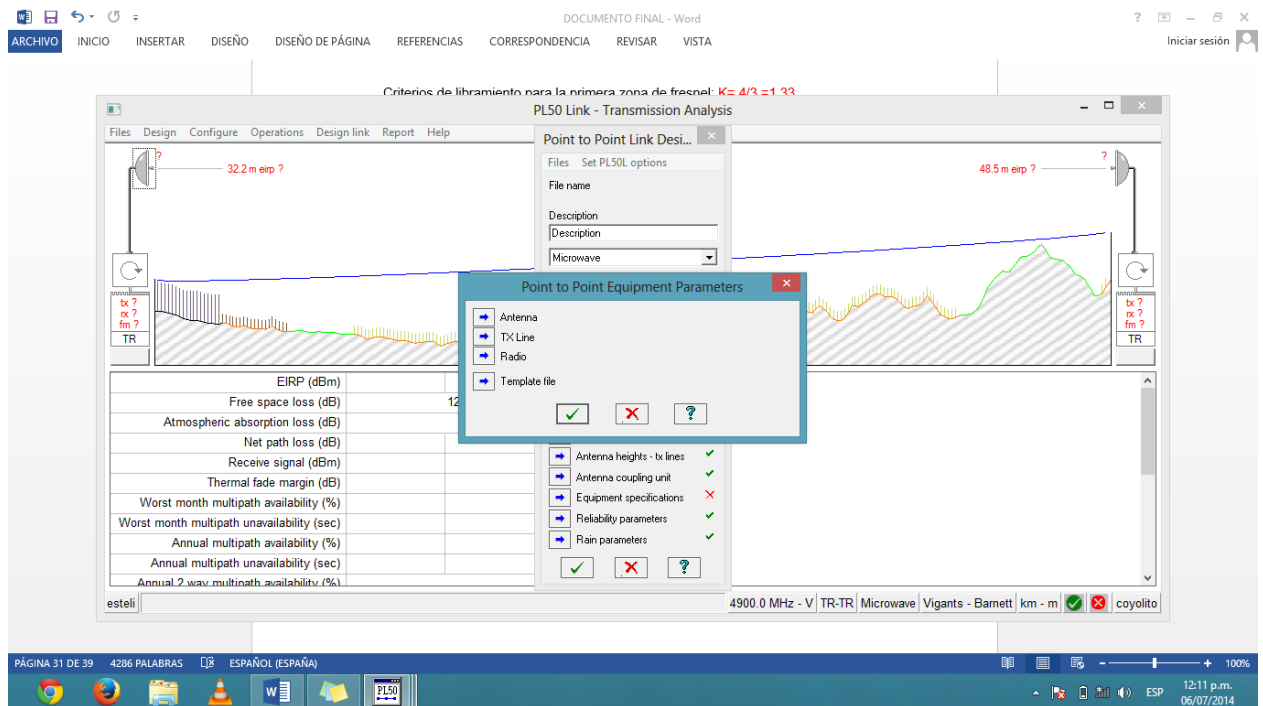 DOCUMENTO FINAL - Word
ARCHIVO INICIO INSERTAR DISEÑO DISEÑO DE PÁGINA REFERENCIAS CORRESPONDENCIA REVISAR VISTA Iniciar sesión
Criterios de libramiento para la primera zona de fresnel: K= 4/3 =1.33
PL50 Link - Transmission Analysis
Files Design Configure Operations Design link Report Help
Point to Point Link Desi...
Files Set PL50L options
File name
Description
Description
Microwave
?
32.2 m eirp ?
48.5 m eirp ?
?
tx ?
rx ?
fm ?
TR
tx ?
rx ?
fm ?
TR
Point to Point Equipment Parameters
Antenna
TX Line
Radio
Template file
EIRP (dBm)
Free space loss (dB) 12
Atmospheric absorption loss (dB)
Net path loss (dB)
Receive signal (dBm)
Thermal fade margin (dB)
Worst month multipath availability (%)
Worst month multipath unavailability (sec)
Annual multipath availability (%)
Annual multipath unavailability (sec)
Annual 2 way multipath availability (%)
Antenna heights - tx lines
Antenna coupling unit
Equipment specifications
Reliability parameters
Rain parameters
esteli 4900.0 MHz - V TR-TR Microwave Vigants - Barnett km - m coyolito
PÁGINA 31 DE 39 4286 PALABRAS ESPAÑOL (ESPAÑA) 100%
PL50
ESP 12:11 p.m.
06/07/2014